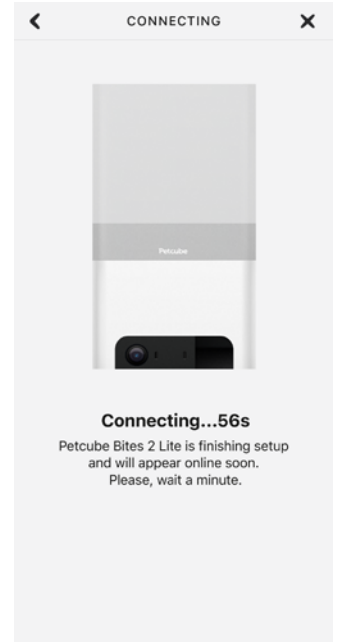 CONNECTING
Petcube
Connecting...56s
Petcube Bites 2 Lite is finishing setup
and will appear online soon.
Please, wait a minute.